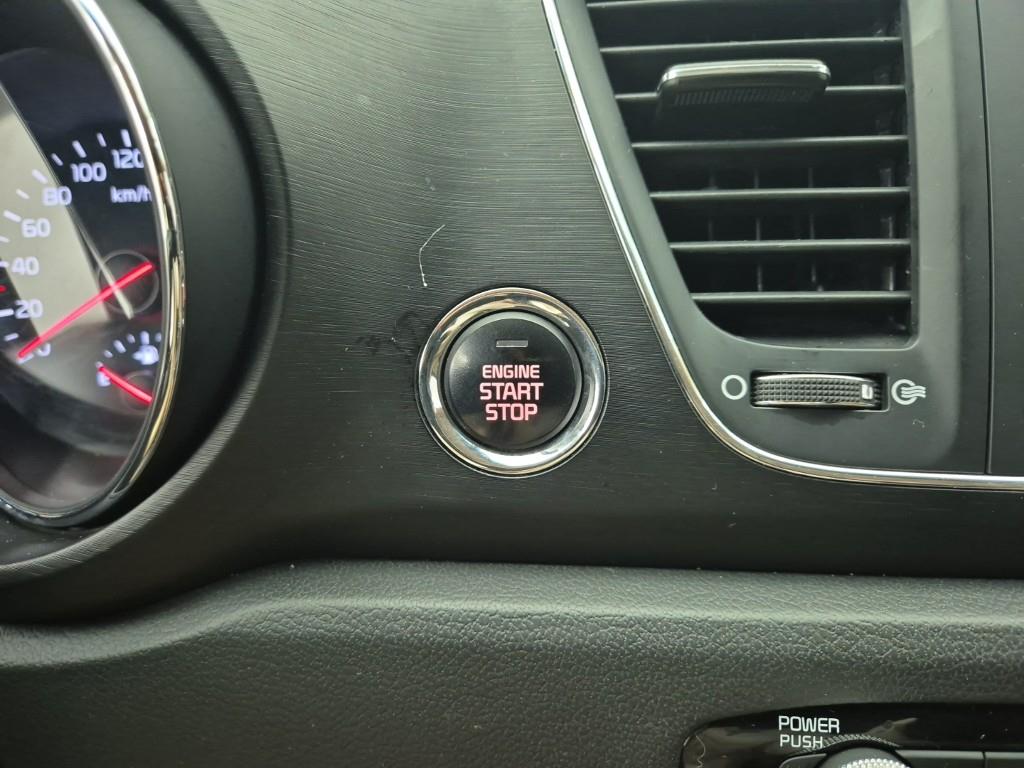 120
100
km/h
80
60
40
20
E
ENGINE
START
STOP
POWER
PUSH